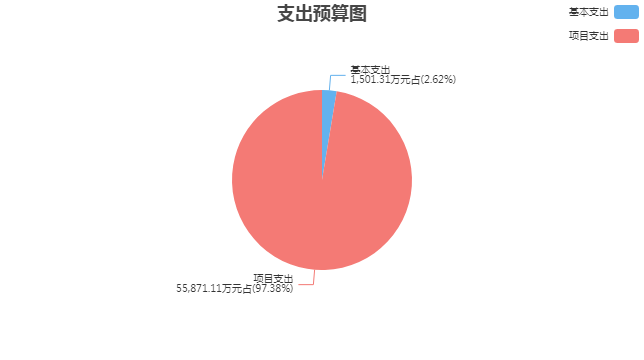 支出预算图
基本支出
项目支出
基本支出
1,501.31万元占(2.62%)
项目支出
55,871.11万元占(97.38%)